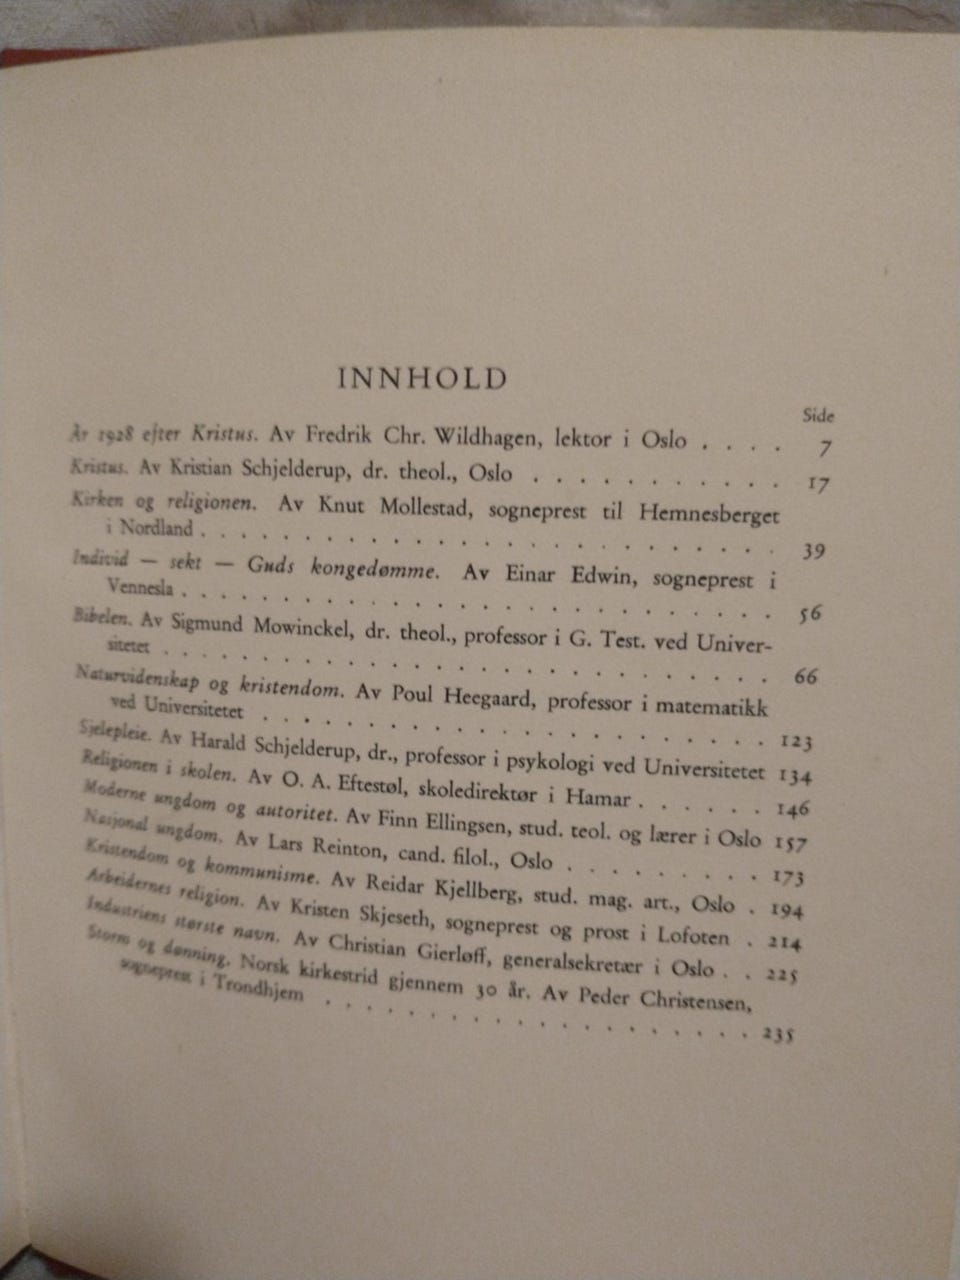 INNHOLD
Side
År 1928 efter Kristus. Av Fredrik Chr. Wildhagen, lektor i Oslo . . . . 7
Kristus. Av Kristian Schjelderup, dr. theol., Oslo . . . . . . . . . . . 17
Kirken og religionen. Av Knut Mollestad, sogneprest til Hemnesberget
i Nordland . . . . . . . . . . . . . . . . . . . . . . . . . . 39
Individ — sekt — Guds kongedømme. Av Einar Edwin, sogneprest i
Vennesla . . . . . . . . . . . . . . . . . . . . . . . . . . . 56
Bibelen. Av Sigmund Mowinckel, dr. theol., professor i G. Test. ved Univer-
sitetet . . . . . . . . . . . . . . . . . . . . . . . . . . . 66
Naturvidenskap og kristendom. Av Poul Heegaard, professor i matematikk
ved Universitetet . . . . . . . . . . . . . . . . . . . . . . 123
Sjelepleie. Av Harald Schjelderup, dr., professor i psykologi ved Universitetet 134
Religionen i skolen. Av O. A. Eftestøl, skoledirektør i Hamar . . . . . . 146
Moderne ungdom og autoritet. Av Finn Ellingsen, stud. teol. og lærer i Oslo 157
Nasjonal ungdom. Av Lars Reinton, cand. filol., Oslo . . . . . . . . . 173
Kristendom og kommunisme. Av Reidar Kjellberg, stud. mag. art., Oslo . 194
Arbeidernes religion. Av Kristen Skjeseth, sogneprest og prost i Lofoten . 214
Industriens største navn. Av Christian Gierløff, generalsekretær i Oslo . . 225
Storm og dønning. Norsk kirkestrid gjennem 30 år. Av Peder Christensen,
sogneprest i Trondhjem . . . . . . . . . . . . . . . . . . . 235